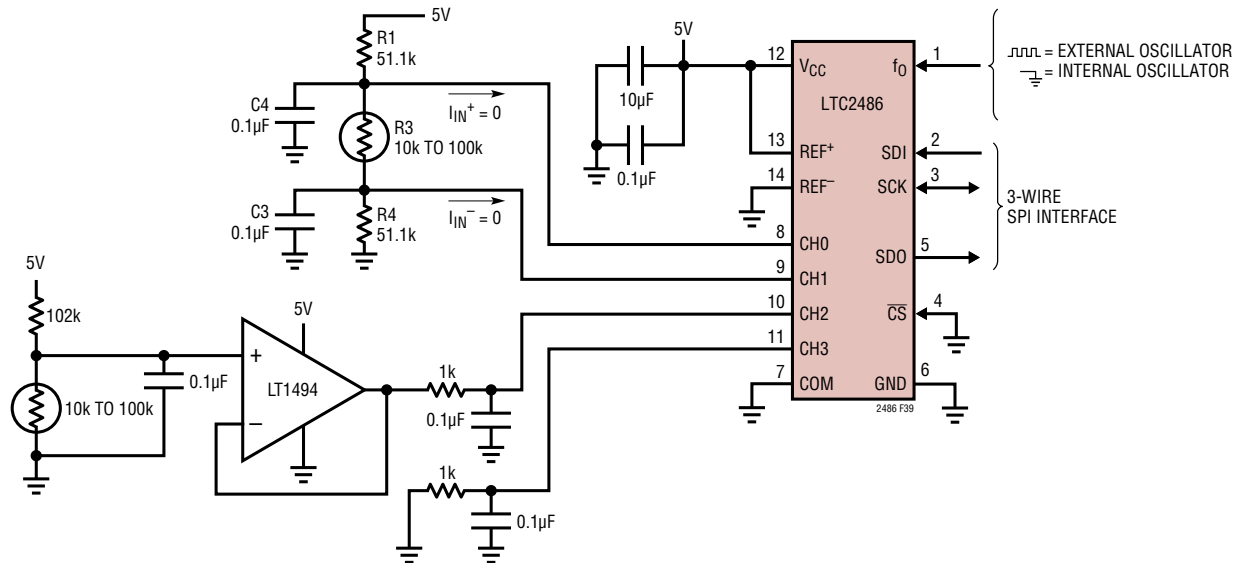 5V
R1
51.1k
C4
0.1µF
I_IN⁺ = 0
R3
10k TO 100k
C3
0.1µF
R4
51.1k
I_IN⁻ = 0
5V
10µF
0.1µF
12
V_CC
13
REF⁺
14
REF⁻
8
CH0
9
CH1
10
CH2
11
CH3
7
COM
LTC2486
1
f_O
2
SDI
3
SCK
5
SDO
4
C̅S̅
6
GND
2486 F39
= EXTERNAL OSCILLATOR
= INTERNAL OSCILLATOR
3-WIRE
SPI INTERFACE
5V
102k
10k TO 100k
0.1µF
5V
+
LT1494
−
1k
0.1µF
1k
0.1µF